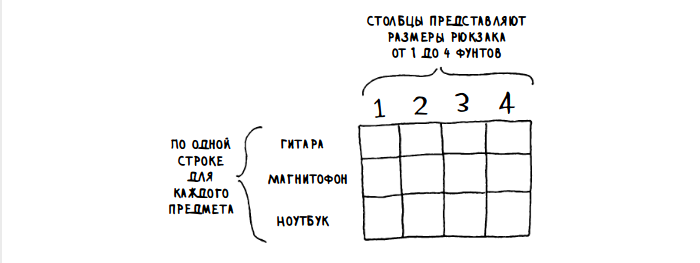 СТОЛБЦЫ ПРЕДСТАВЛЯЮТ
РАЗМЕРЫ РЮКЗАКА
ОТ 1 ДО 4 ФУНТОВ
1 2 3 4
ПО ОДНОЙ
СТРОКЕ
ДЛЯ
КАЖДОГО
ПРЕДМЕТА
ГИТАРА
МАГНИТОФОН
НОУТБУК